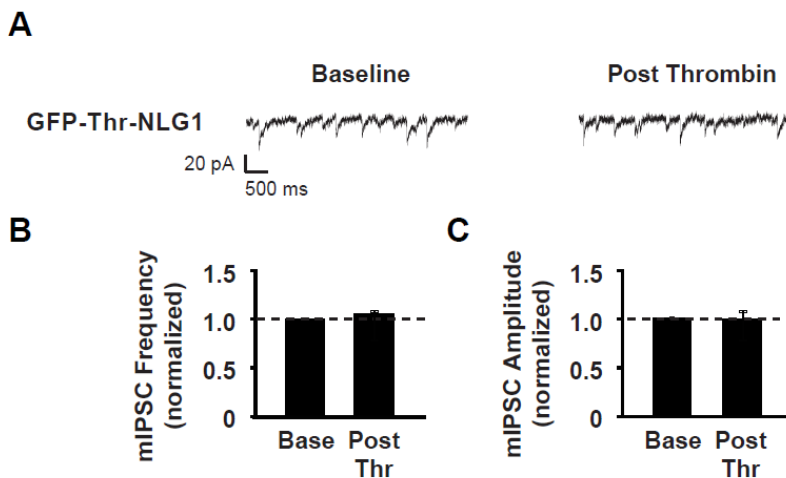 A
Baseline
Post Thrombin
GFP-Thr-NLG1
20 pA
500 ms
B
mIPSC Frequency
(normalized)
1.5
1.0
0.5
0
Base
Post
Thr
C
mIPSC Amplitude
(normalized)
1.5
1.0
0.5
0
Base
Post
Thr